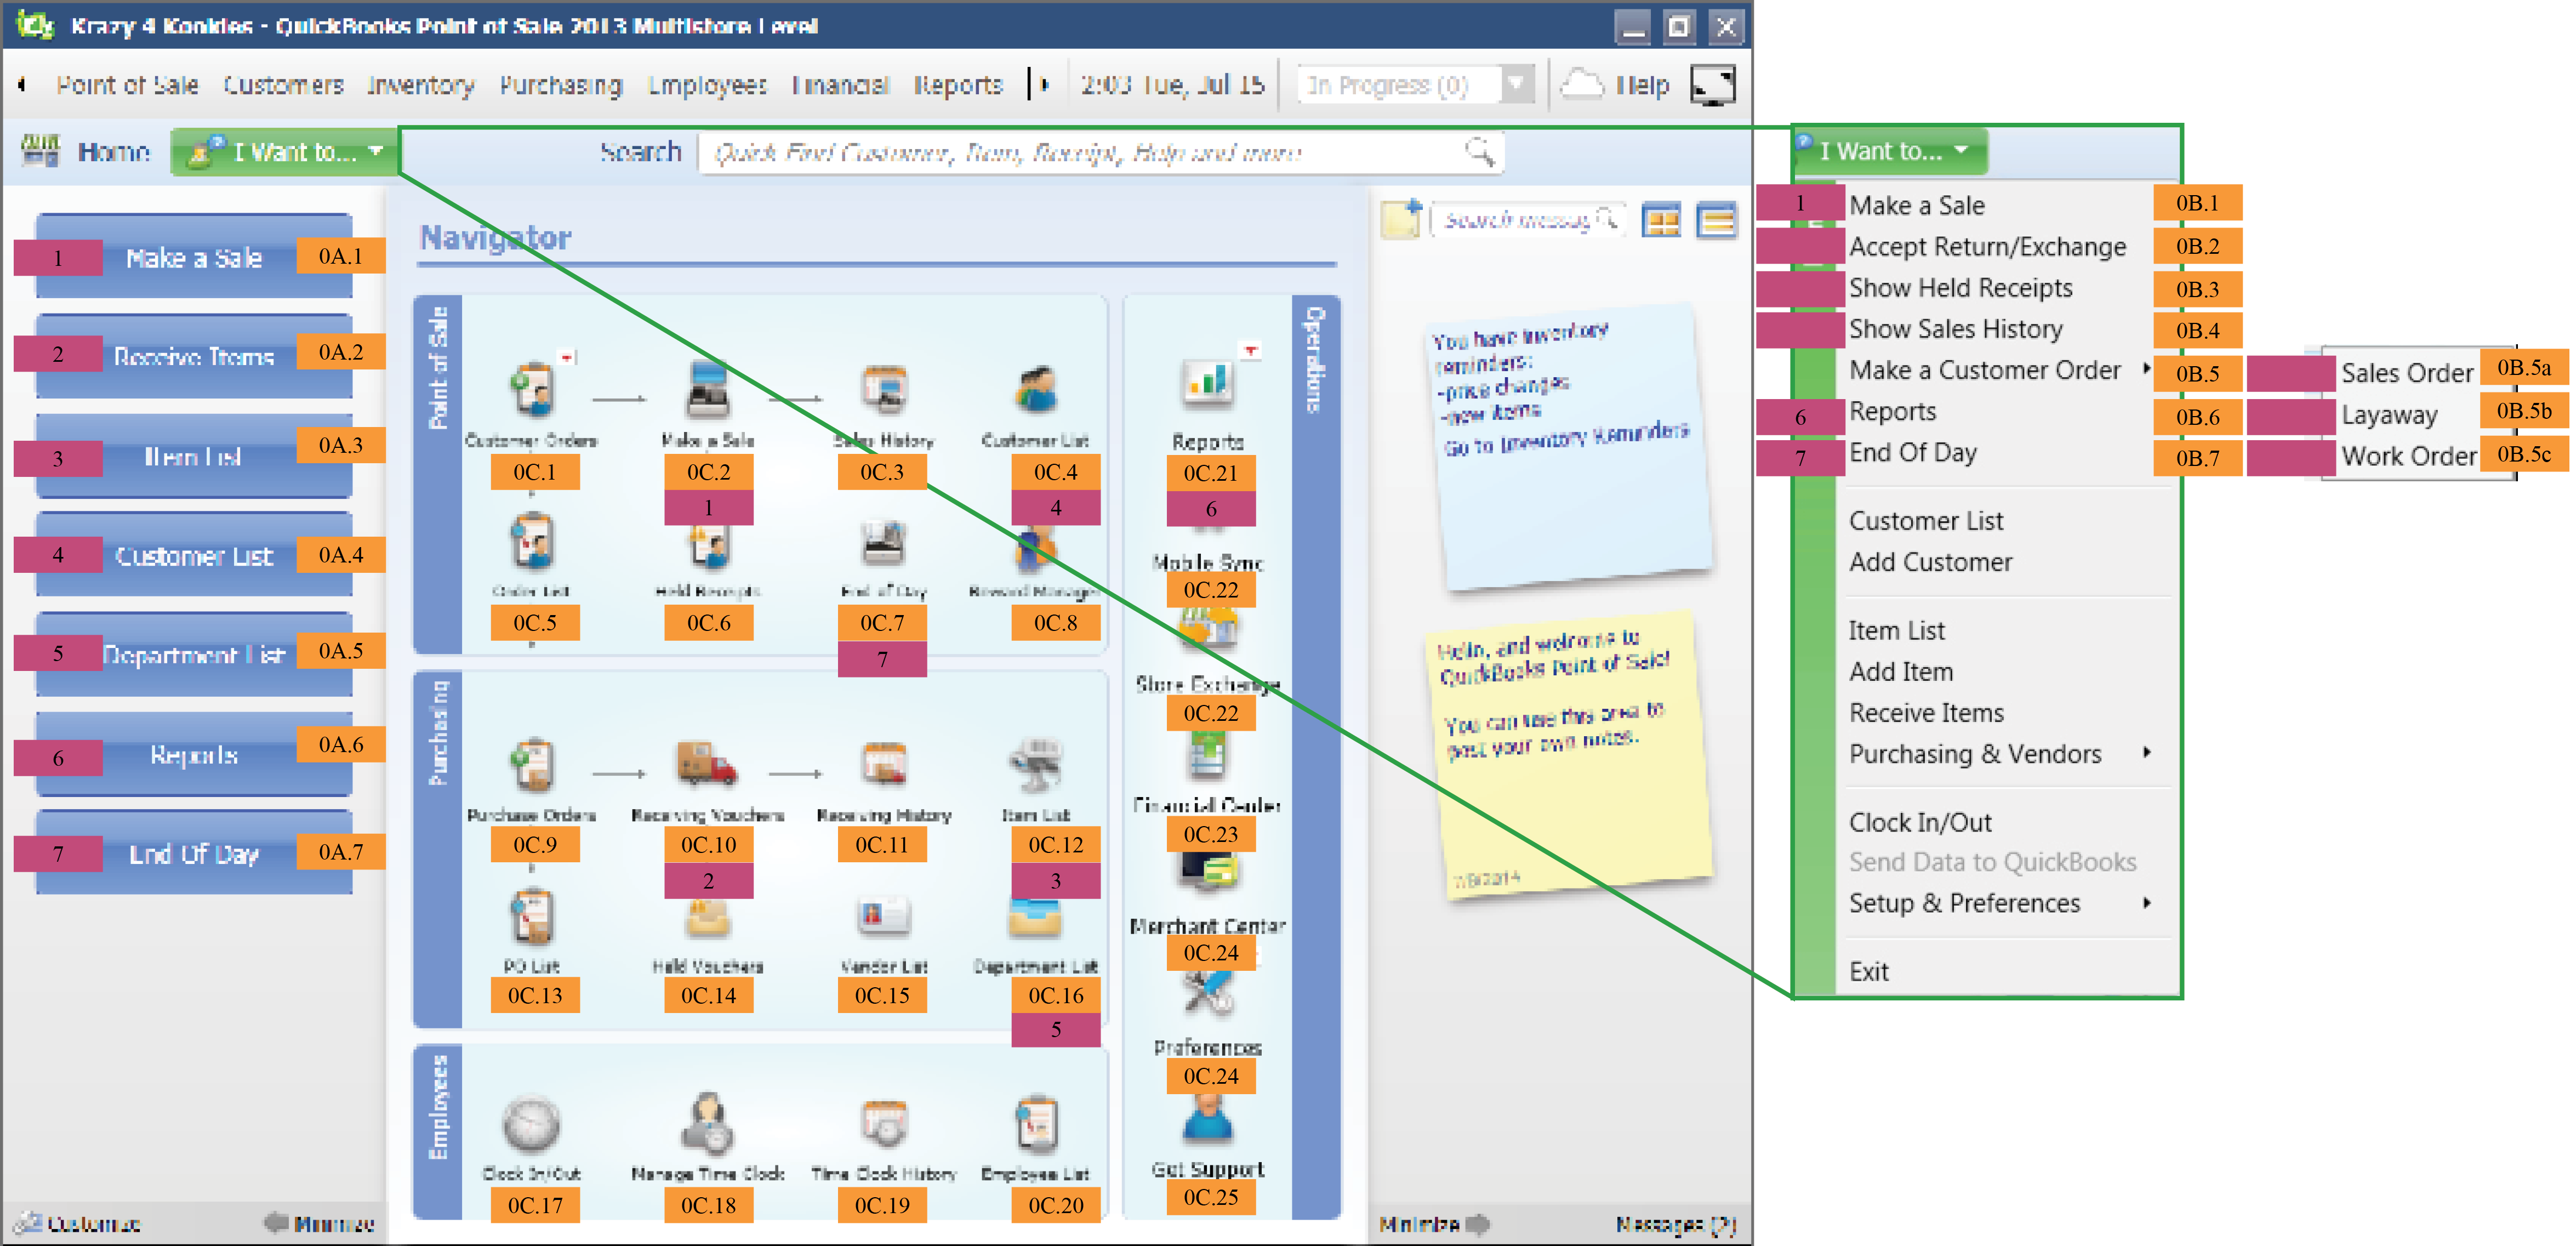 Krazy 4 Konkles - QuickBooks Point of Sale 2013 Multistore Level
Point of Sale Customers Inventory Purchasing Employees Financial Reports 2:03 Tue, Jul 15 In Progress (0) Help
Home I Want to... Search Quick Find Customer, Item, Receipt, Help and more
1 Make a Sale 0A.1
2 Receive Items 0A.2
3 Item List 0A.3
4 Customer List 0A.4
5 Department List 0A.5
6 Reports 0A.6
7 End Of Day 0A.7
Customize Minimize
Navigator
Point of Sale
Customer Orders Make a Sale Sales History Customer List
0C.1 0C.2 0C.3 0C.4
1 4
Order List Held Receipts End of Day Reward Manager
0C.5 0C.6 0C.7 0C.8
7
Purchasing
Purchase Orders Receiving Vouchers Receiving History Item List
0C.9 0C.10 0C.11 0C.12
2 3
PO List Held Vouchers Vendor List Department List
0C.13 0C.14 0C.15 0C.16
5
Employees
Clock In/Out Manage Time Clock Time Clock History Employee List
0C.17 0C.18 0C.19 0C.20
Operations
Reports
0C.21
6
Mobile Sync
0C.22
Store Exchange
0C.22
Financial Center
0C.23
Merchant Center
0C.24
Preferences
0C.24
Get Support
0C.25
Search messag
You have inventory
reminders:
-price changes
-new items
Go to Inventory Reminders
Hello, and welcome to
QuickBooks Point of Sale!
You can use this area to
post your own notes.
7/8/2014
Minimize Messages (2)
I Want to...
1 Make a Sale 0B.1
Accept Return/Exchange 0B.2
Show Held Receipts 0B.3
Show Sales History 0B.4
Make a Customer Order 0B.5
6 Reports 0B.6
7 End Of Day 0B.7
Customer List
Add Customer
Item List
Add Item
Receive Items
Purchasing & Vendors
Clock In/Out
Send Data to QuickBooks
Setup & Preferences
Exit
Sales Order 0B.5a
Layaway 0B.5b
Work Order 0B.5c